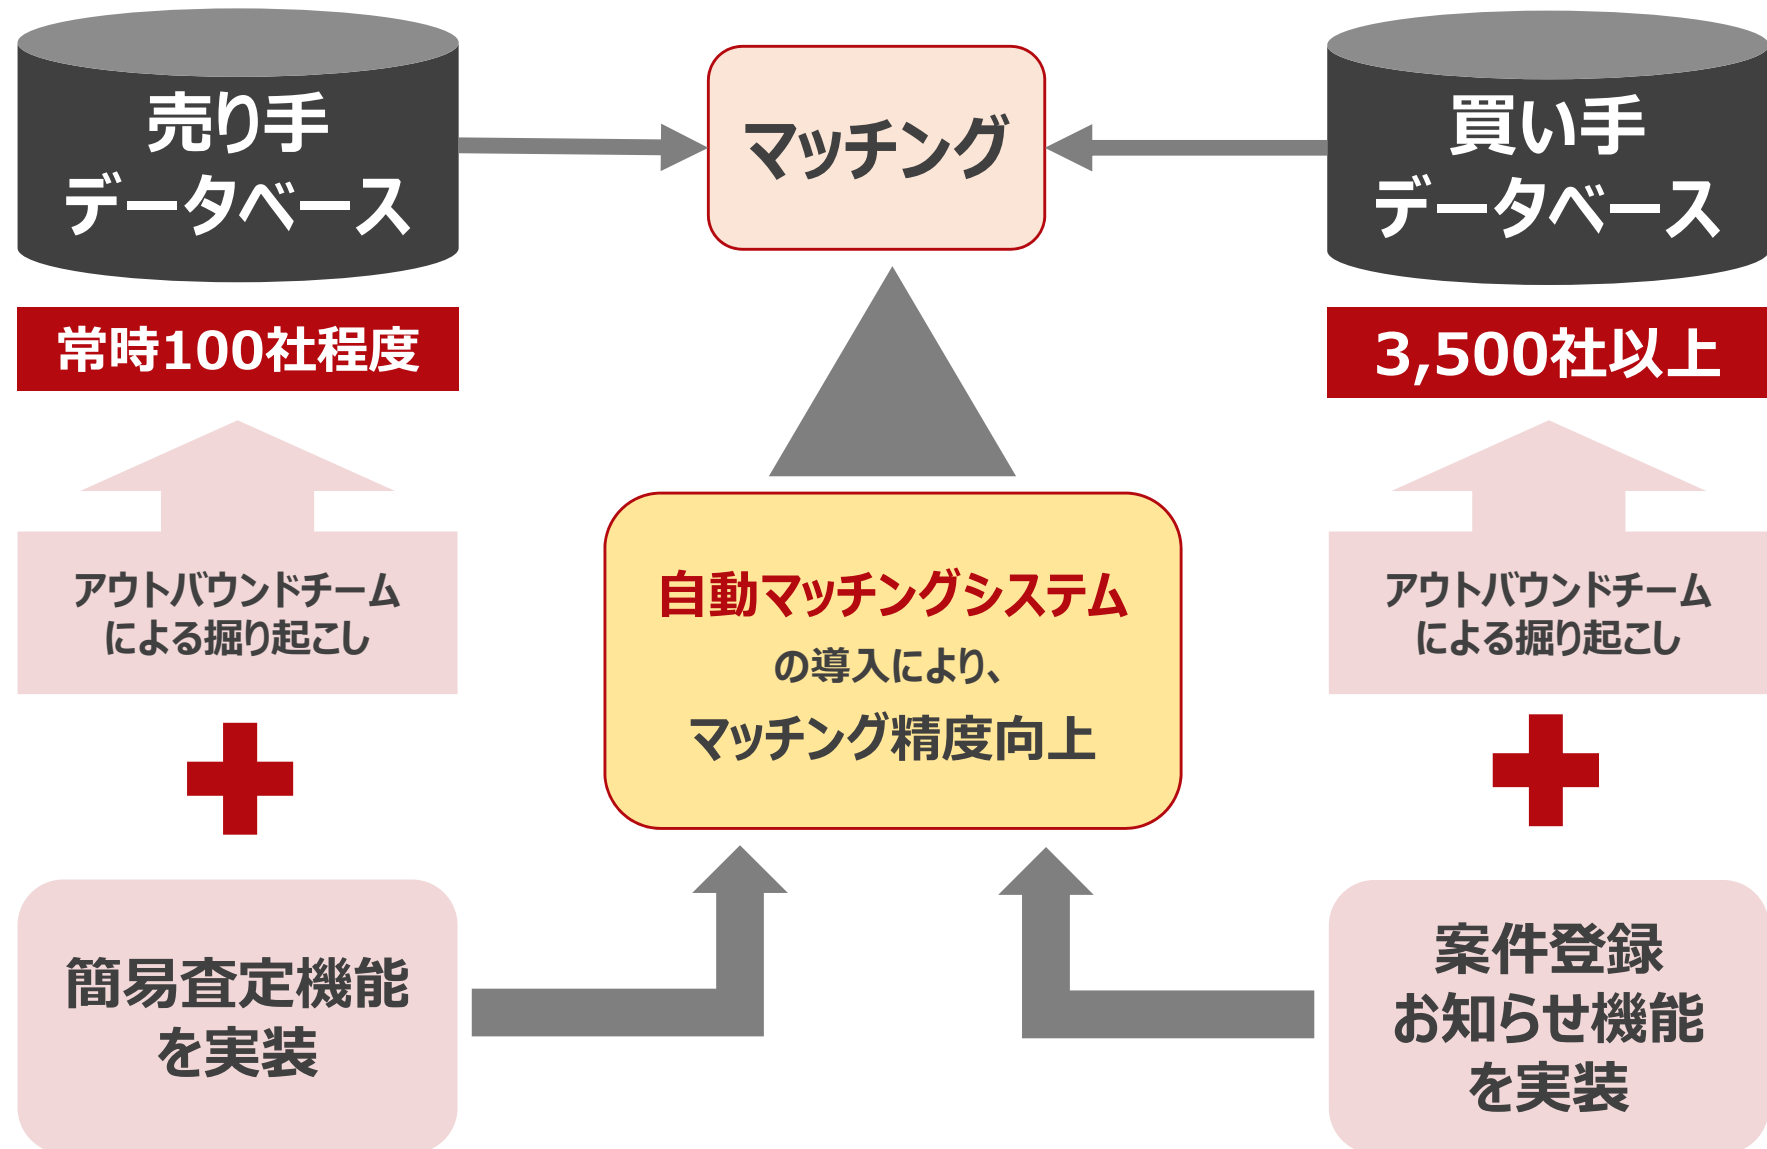 売り手
データベース
マッチング
買い手
データベース
常時100社程度
3,500社以上
アウトバウンドチーム
による掘り起こし
自動マッチングシステム
の導入により、
マッチング精度向上
アウトバウンドチーム
による掘り起こし
簡易査定機能
を実装
案件登録
お知らせ機能
を実装